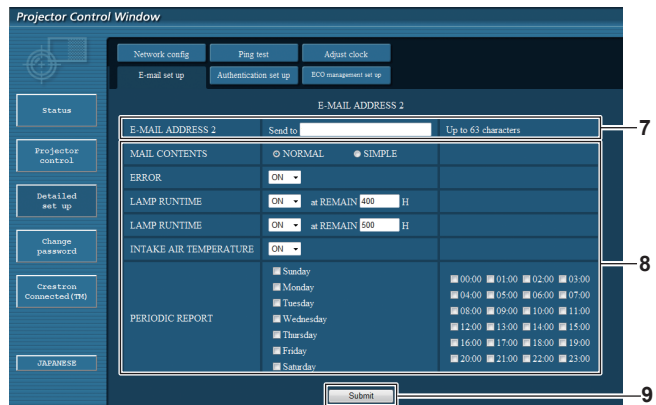 Projector Control Window
Network config Ping test Adjust clock
E-mail set up Authentication set up ECO management set up
Status
Projector control
Detailed set up
Change password
Crestron Connected(TM)
JAPANESE
E-MAIL ADDRESS 2
E-MAIL ADDRESS 2 Send to Up to 63 characters 7
MAIL CONTENTS NORMAL SIMPLE
ERROR ON
LAMP RUNTIME ON at REMAIN 400 H
LAMP RUNTIME ON at REMAIN 500 H
INTAKE AIR TEMPERATURE ON
8
PERIODIC REPORT
Sunday
Monday
Tuesday
Wednesday
Thursday
Friday
Saturday
00:00 01:00 02:00 03:00
04:00 05:00 06:00 07:00
08:00 09:00 10:00 11:00
12:00 13:00 14:00 15:00
16:00 17:00 18:00 19:00
20:00 21:00 22:00 23:00
Submit 9